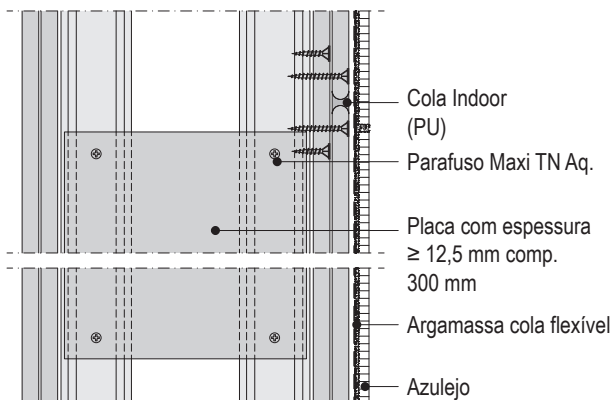 Cola Indoor
(PU)
Parafuso Maxi TN Aq.
Placa com espessura
≥ 12,5 mm comp.
300 mm
Argamassa cola flexível
Azulejo